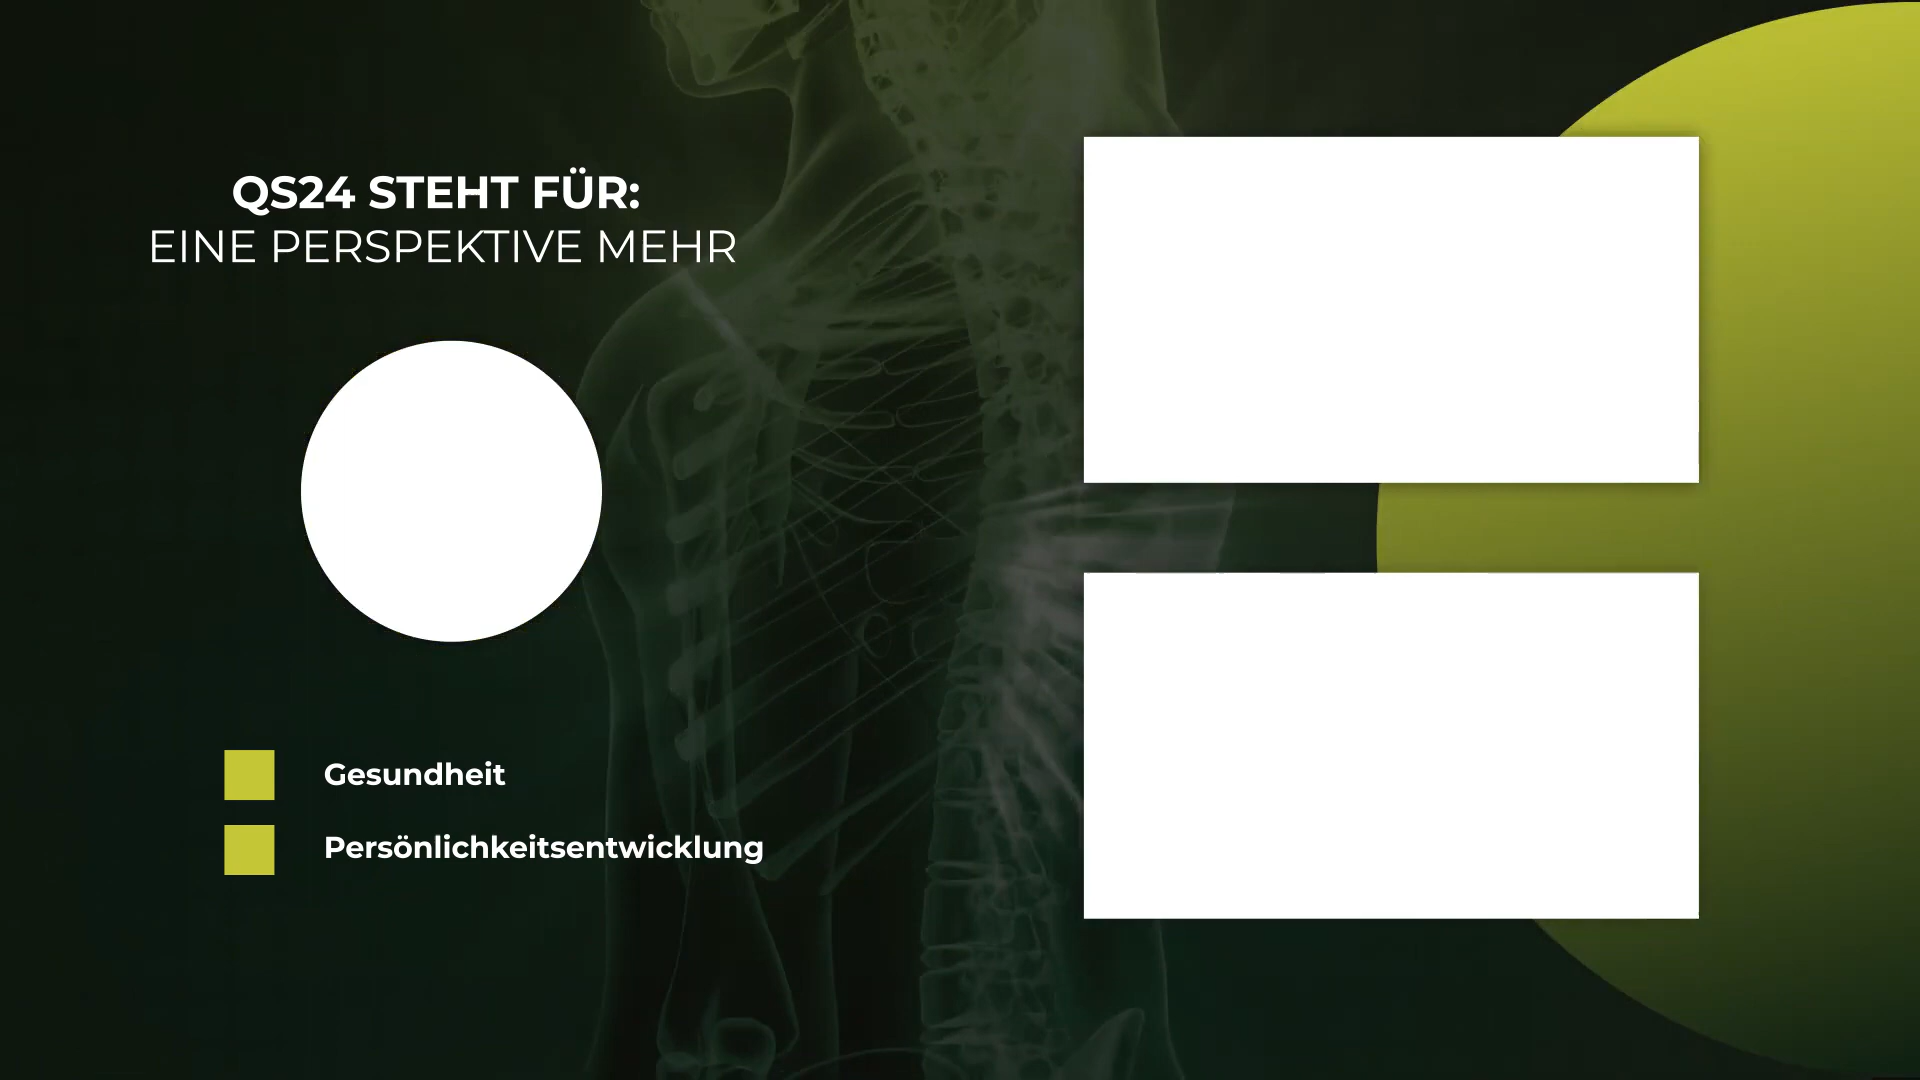 QS24 STEHT FÜR:
EINE PERSPEKTIVE MEHR
Gesundheit
Persönlichkeitsentwicklung